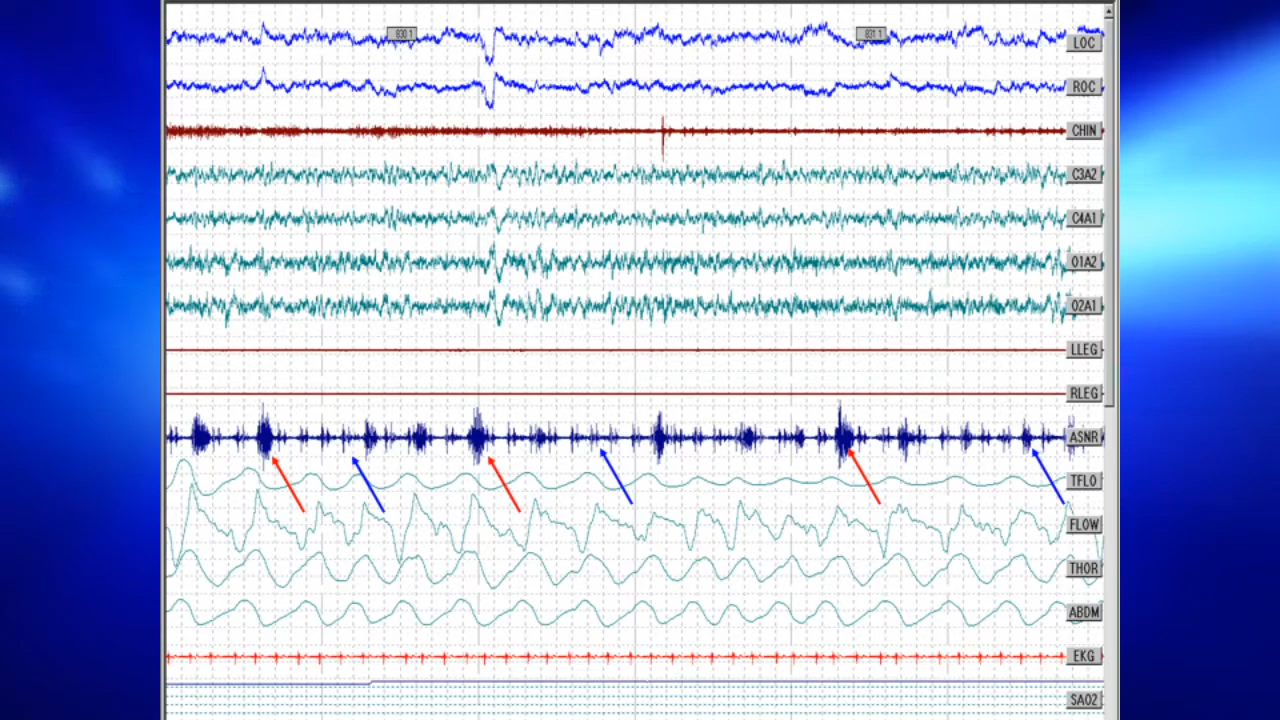 830.1
831.1
LOC
ROC
CHIN
C3A2
C4A1
O1A2
O2A1
LLEG
RLEG
ASNR
TFLO
FLOW
THOR
ABDM
EKG
SAO2